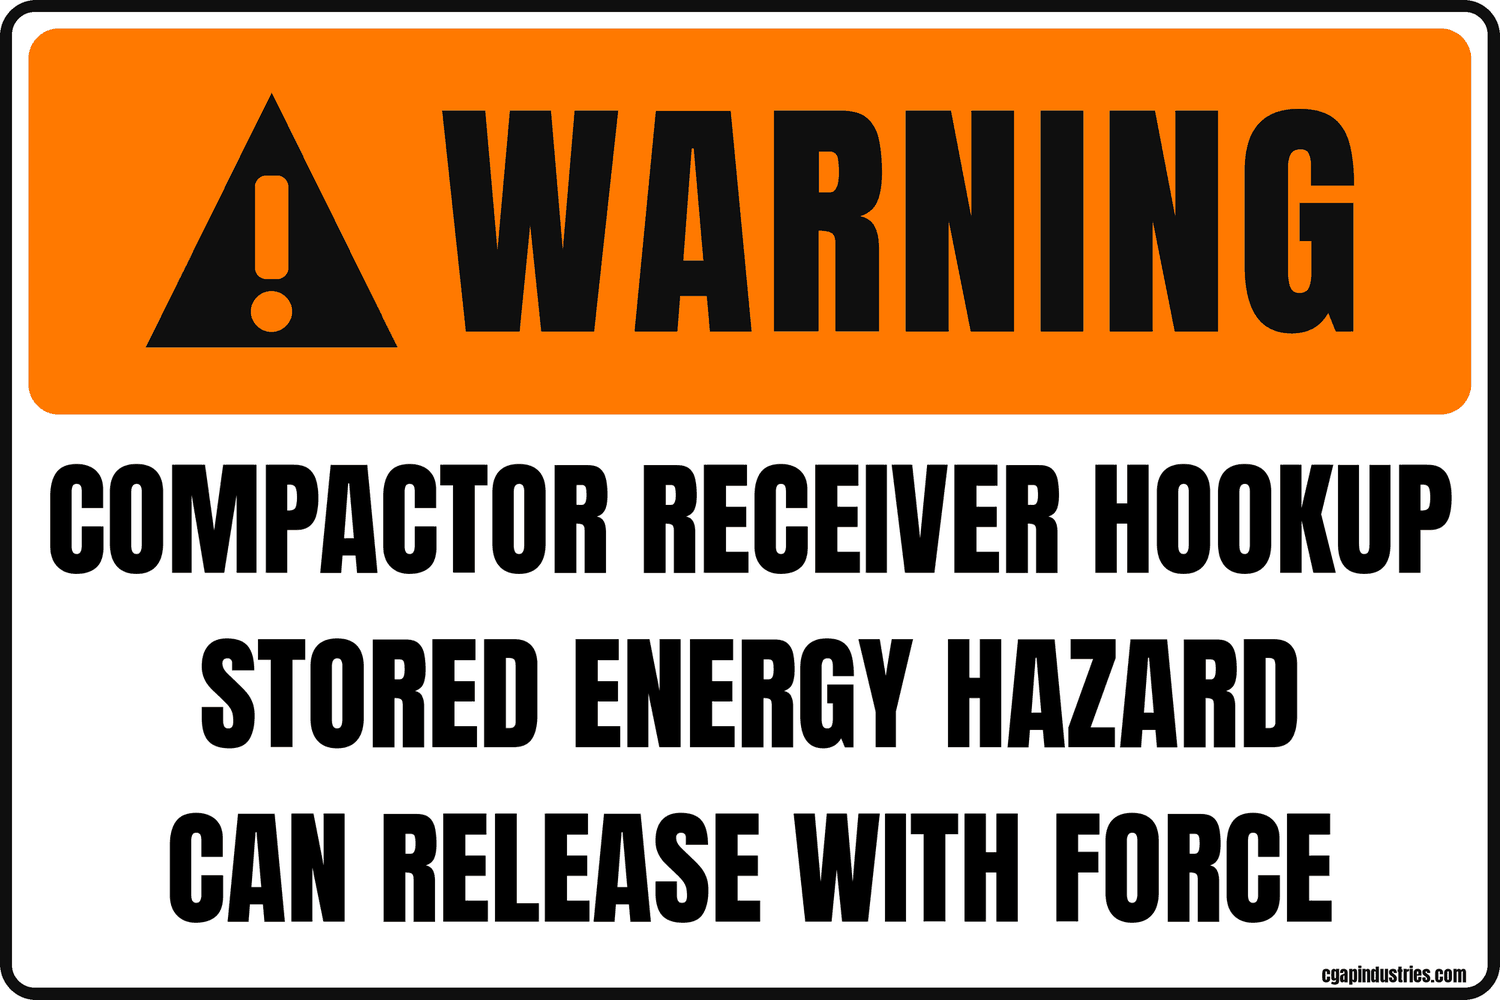 WARNING
COMPACTOR RECEIVER HOOKUP
STORED ENERGY HAZARD
CAN RELEASE WITH FORCE
cgapindustries.com